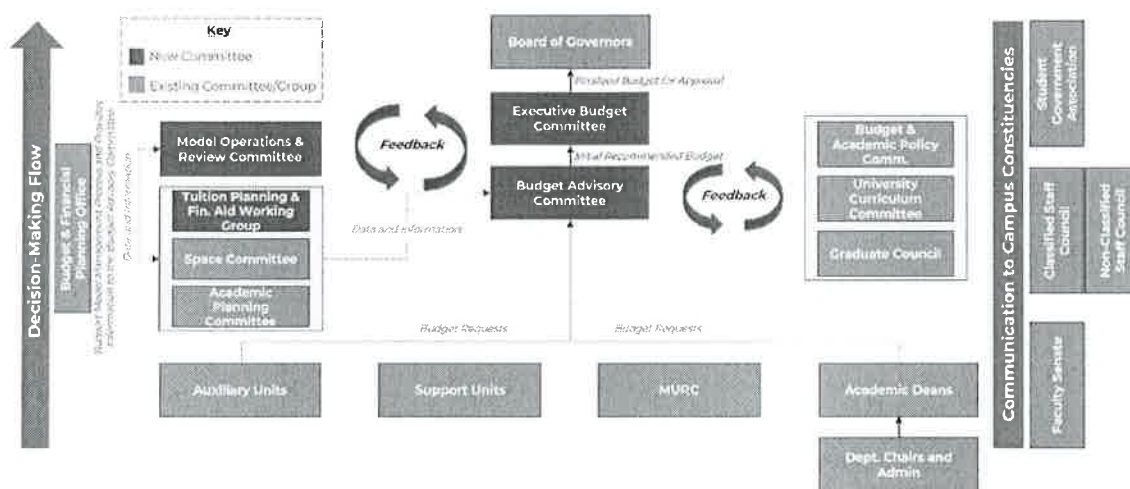 Key
New Committee
Existing Committee/Group
Decision-Making Flow
Budget & Financial
Planning Office
Data and Information
Model Operations &
Review Committee
Tuition Planning &
Fin. Aid Working
Group
Space Committee
Academic
Planning
Committee
Feedback
Data and Information
Board of Governors
Finalized Budget for Approval
Executive Budget
Committee
Initial Recommended Budget
Budget Advisory
Committee
Feedback
Budget &
Academic Policy
Comm.
University
Curriculum
Committee
Graduate Council
Budget Requests
Budget Requests
Auxiliary Units
Support Units
MURC
Academic Deans
Dept. Chairs and
Admin
Communication to Campus Constituencies
Student
Government
Association
Classified Staff
Council
Non-Classified
Staff Council
Faculty Senate